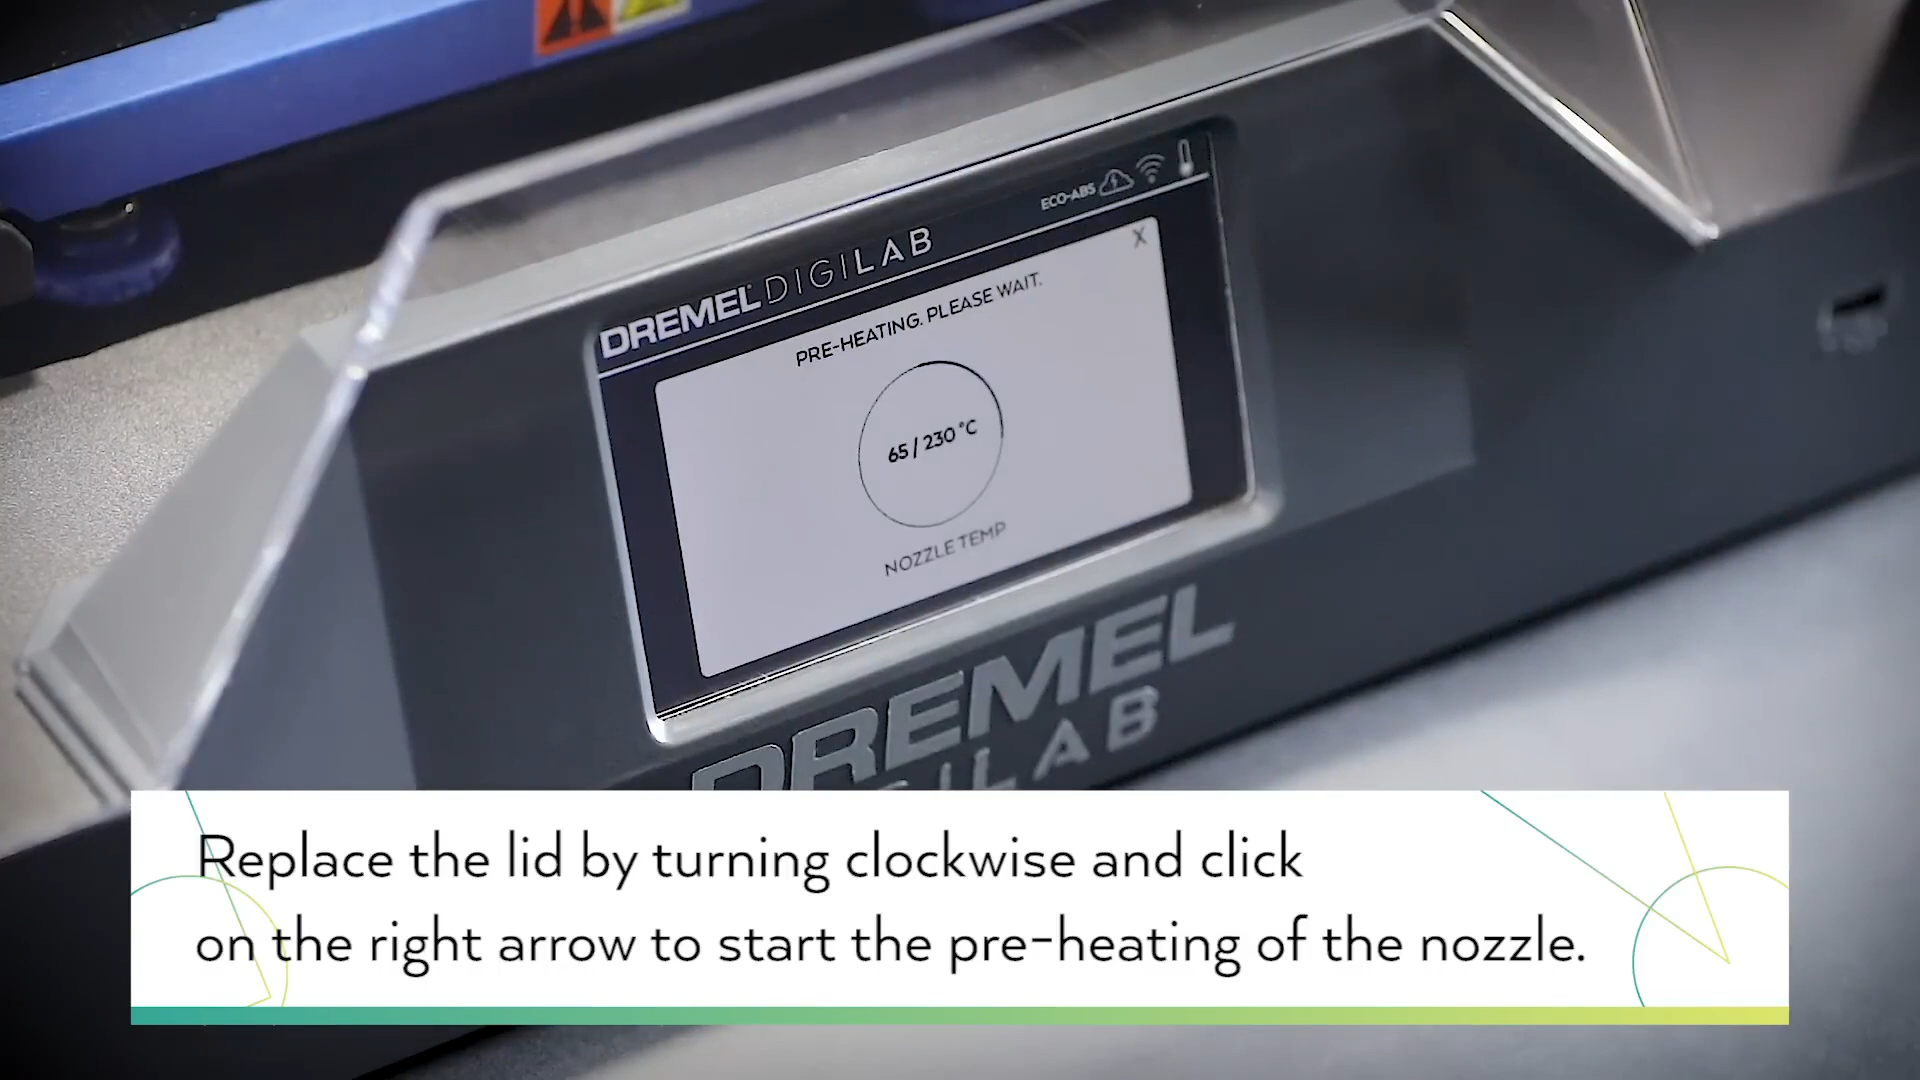 ECO-ABS
DREMEL DIGILAB
X
PRE-HEATING. PLEASE WAIT.
65 / 230 °C
NOZZLE TEMP
DREMEL
DIGILAB
Replace the lid by turning clockwise and click
on the right arrow to start the pre-heating of the nozzle.